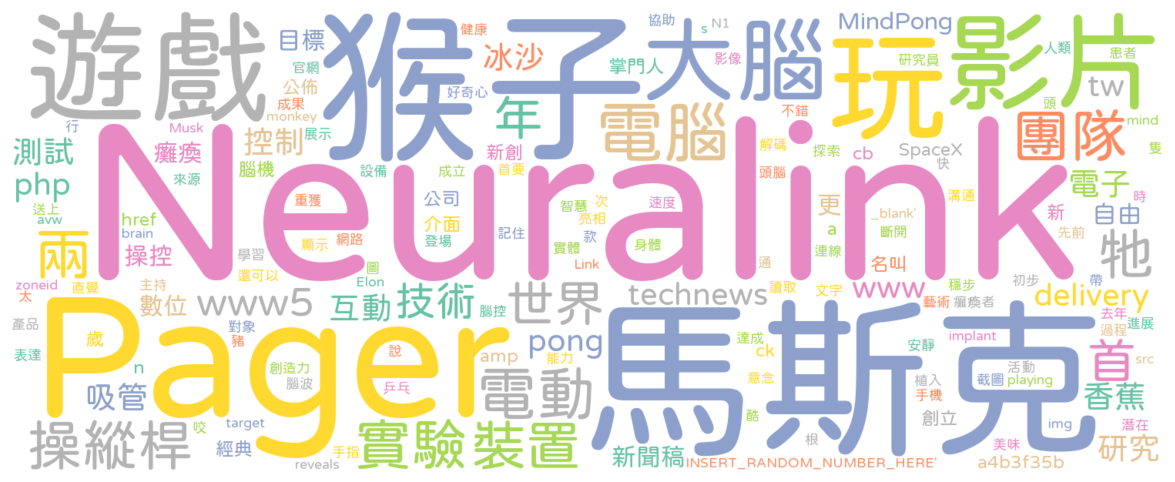 遊戲
目標
官網
公佈
成果
monkey
控制
展示
猴子
健康
好奇心
冰沙
年
新創
首要
協助
s
N1
掌門人
影像
大腦
電腦
不錯
MindPong
玩
研究員
影片
人類
患者
tw
頭
mind
隻
團隊
行
測試
php
送上
avw
Musk
癱瘓
來源
href
brain
腦機
Neuralink
重獲
設備
成立
公司
介面
登場
智慧
次
亮相
速度
解碼
頭腦
探索
cb
SpaceX
快
溝通
電子
更
a
_blank'
斷開
連線
新
自由
時
先前
牠
兩
操控
zoneid
太
直覺
學習
還可以
顯示
網路
圖
Elon
記住
款
實體
身體
Link
通
讀取
文字
名叫
www
初步
穩步
帶
藝術
癱瘓者
delivery
主持
數位
www5
互動
技術
腦控
世界
technews
產品
表達
歲
對象
豬
說
pong
amp
能力
達成
ck
意念
安靜
implant
去年
過程
進展
src
首
Pager
n
創造力
腦波
乒乓
電動
馬斯克
植入
手機
截圖
活動
playing
香蕉
吸管
咬
target
經典
手指
酷
根
創立
img
潛在
操縱桿
reveals
實驗裝置
新聞稿
INSERT_RANDOM_NUMBER_HERE'
美味
a4b3f35b
研究